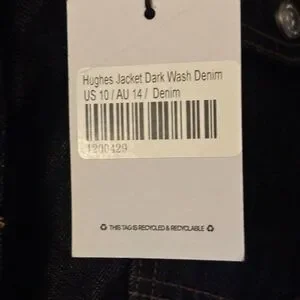 Hughes Jacket Dark Wash Denim
US 10 / AU 14 / Denim
1200429
♻ THIS TAG IS RECYCLED & RECYCLABLE ♻